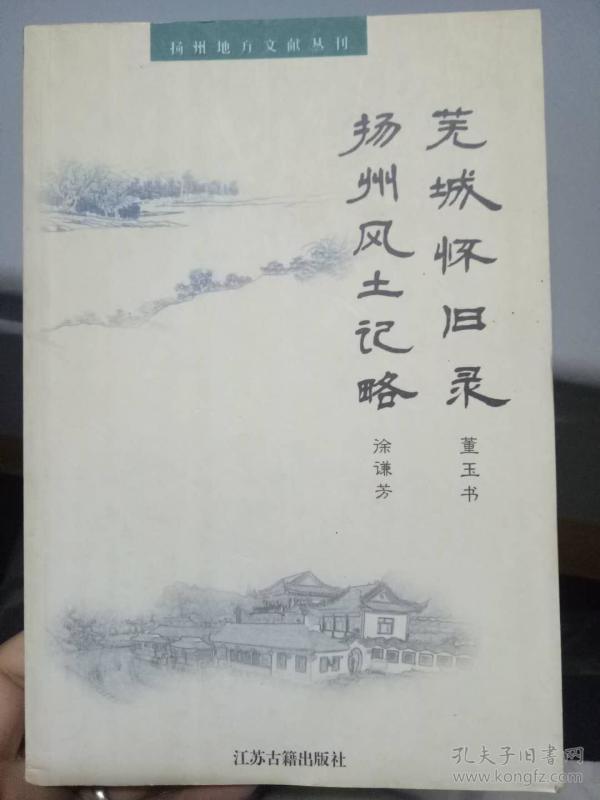 扬州地方文献丛刊
芜城怀旧录
董玉书
扬州风土记略
徐谦芳
江苏古籍出版社
孔夫子旧书网
www.kongfz.com